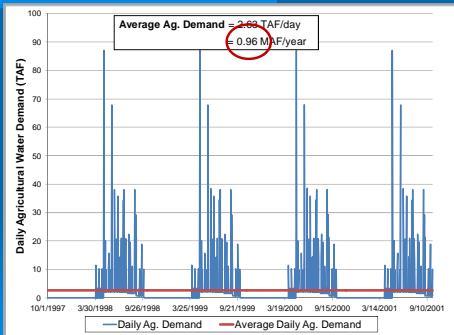 Average Ag. Demand = 2.63 TAF/day
= 0.96 MAF/year
Daily Agricultural Water Demand (TAF)
100
90
80
70
60
50
40
30
20
10
0
10/1/1997 3/30/1998 9/26/1998 3/25/1999 9/21/1999 3/19/2000 9/15/2000 3/14/2001 9/10/2001
Daily Ag. Demand Average Daily Ag. Demand